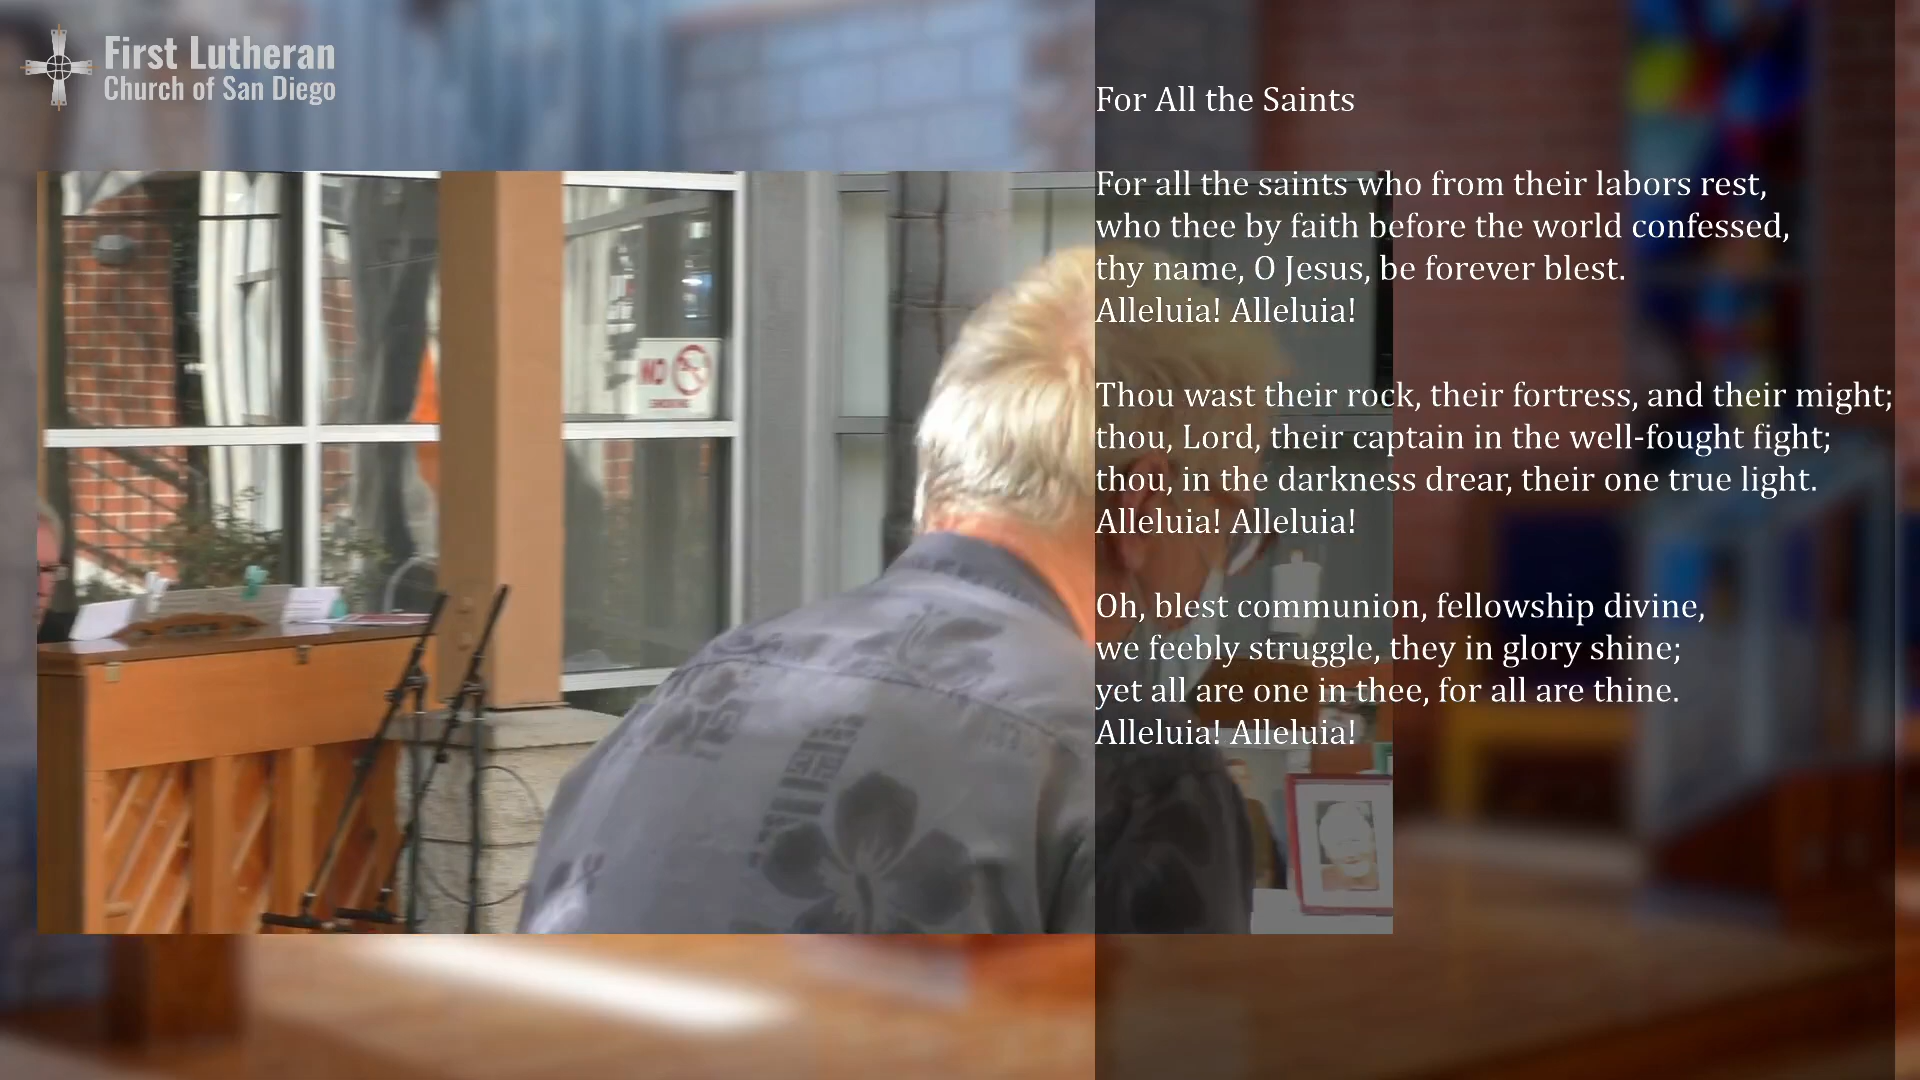 First Lutheran
Church of San Diego
For All the Saints
For all the saints who from their labors rest,
who thee by faith before the world confessed,
thy name, O Jesus, be forever blest.
Alleluia! Alleluia!
Thou wast their rock, their fortress, and their might;
thou, Lord, their captain in the well-fought fight;
thou, in the darkness drear, their one true light.
Alleluia! Alleluia!
Oh, blest communion, fellowship divine,
we feebly struggle, they in glory shine;
yet all are one in thee, for all are thine.
Alleluia! Alleluia!
NO
SMOKING